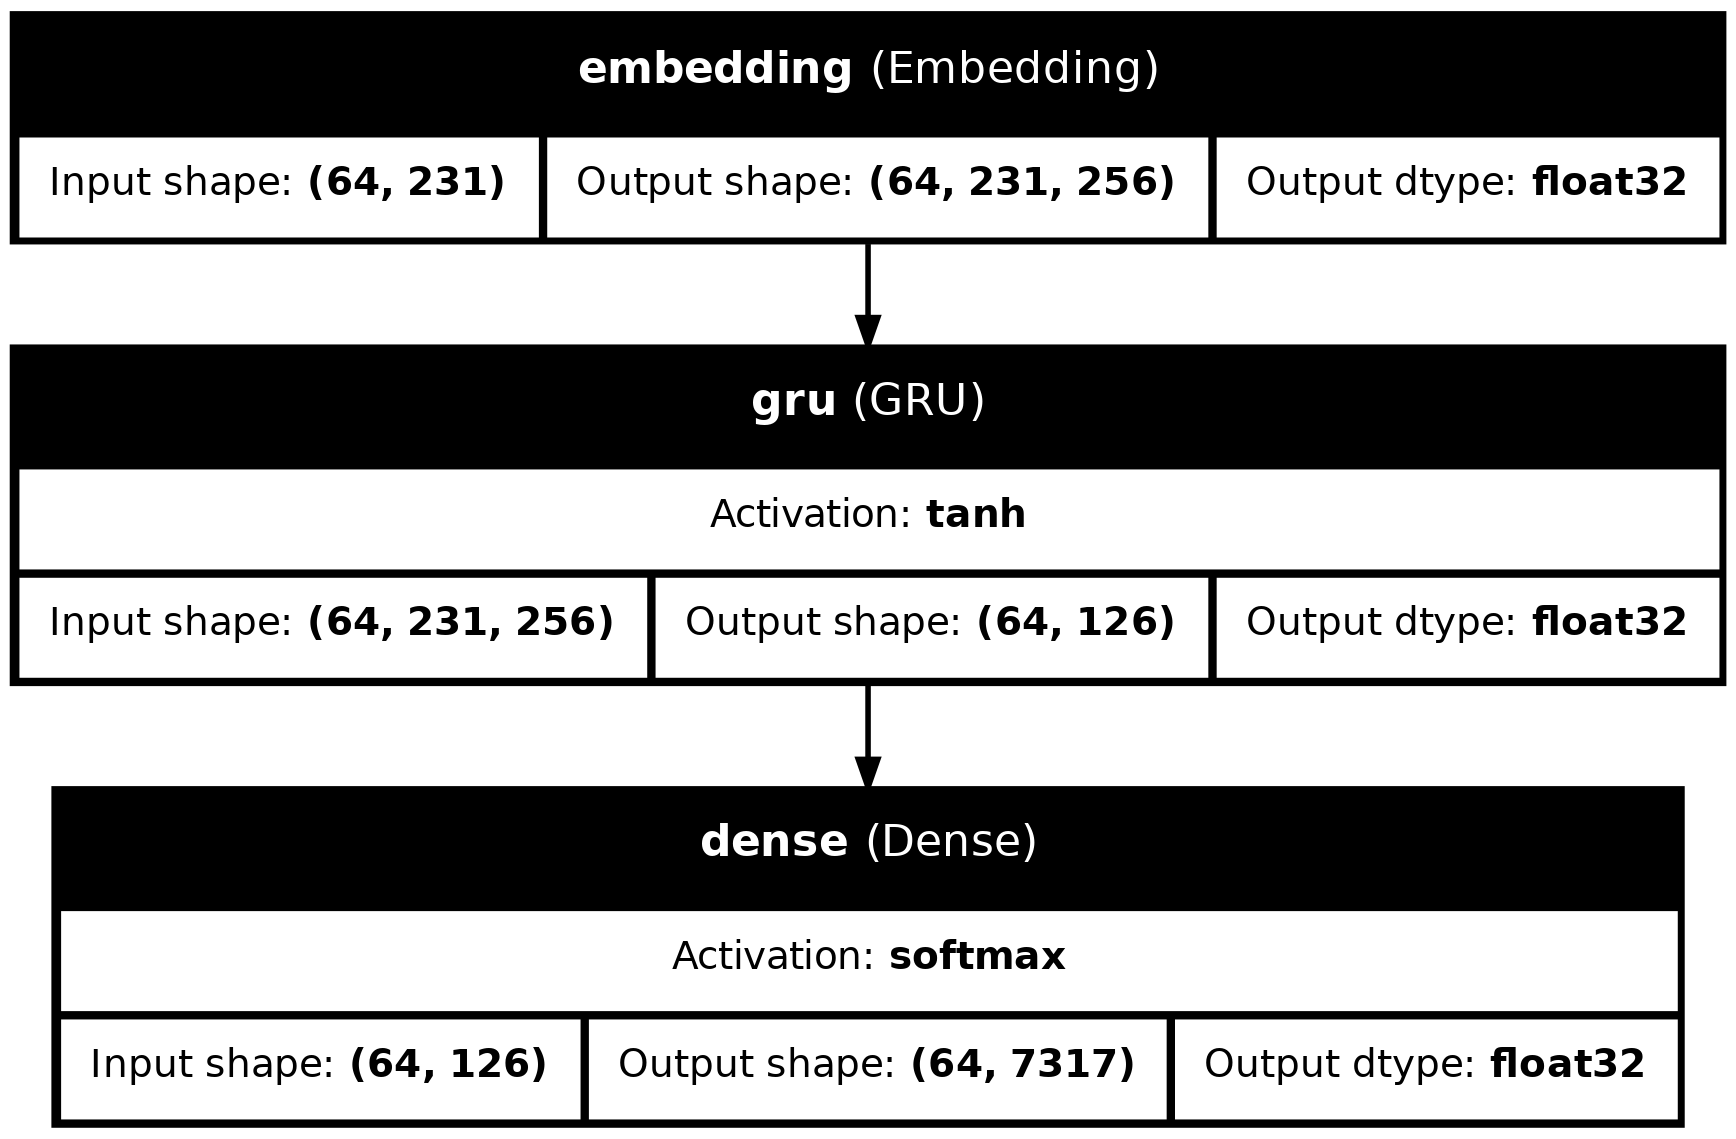 embedding (Embedding)
Input shape: (64, 231) Output shape: (64, 231, 256) Output dtype: float32
gru (GRU)
Activation: tanh
Input shape: (64, 231, 256) Output shape: (64, 126) Output dtype: float32
dense (Dense)
Activation: softmax
Input shape: (64, 126) Output shape: (64, 7317) Output dtype: float32